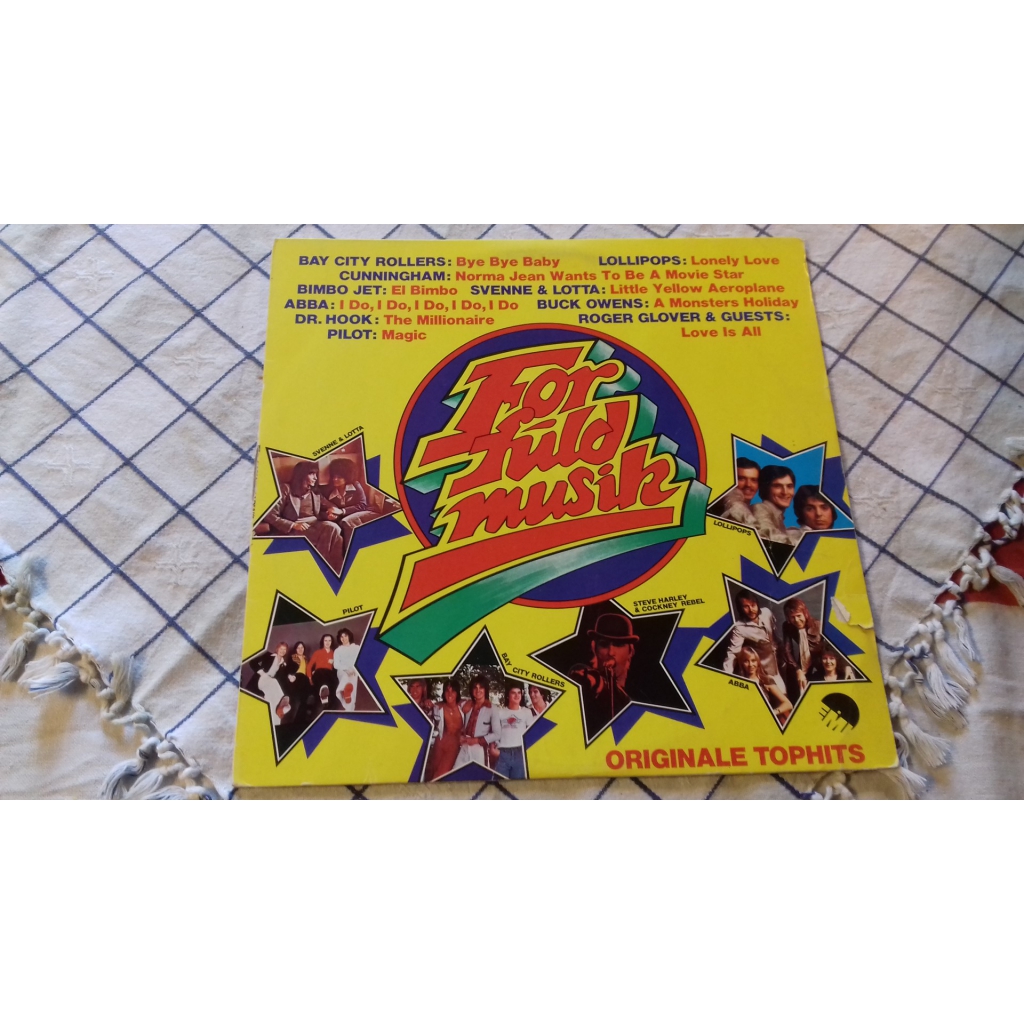 BAY CITY ROLLERS: Bye Bye Baby LOLLIPOPS: Lonely Love
CUNNINGHAM: Norma Jean Wants To Be A Movie Star
BIMBO JET: El Bimbo SVENNE & LOTTA: Little Yellow Aeroplane
ABBA: I Do, I Do, I Do, I Do, I Do BUCK OWENS: A Monsters Holiday
DR. HOOK: The Millionaire ROGER GLOVER & GUESTS:
PILOT: Magic Love Is All
For
fuld
musik
SVENNE & LOTTA
LOLLIPOPS
PILOT
STEVE HARLEY
& COCKNEY REBEL
BAY CITY ROLLERS
ABBA
EMI
ORIGINALE TOPHITS